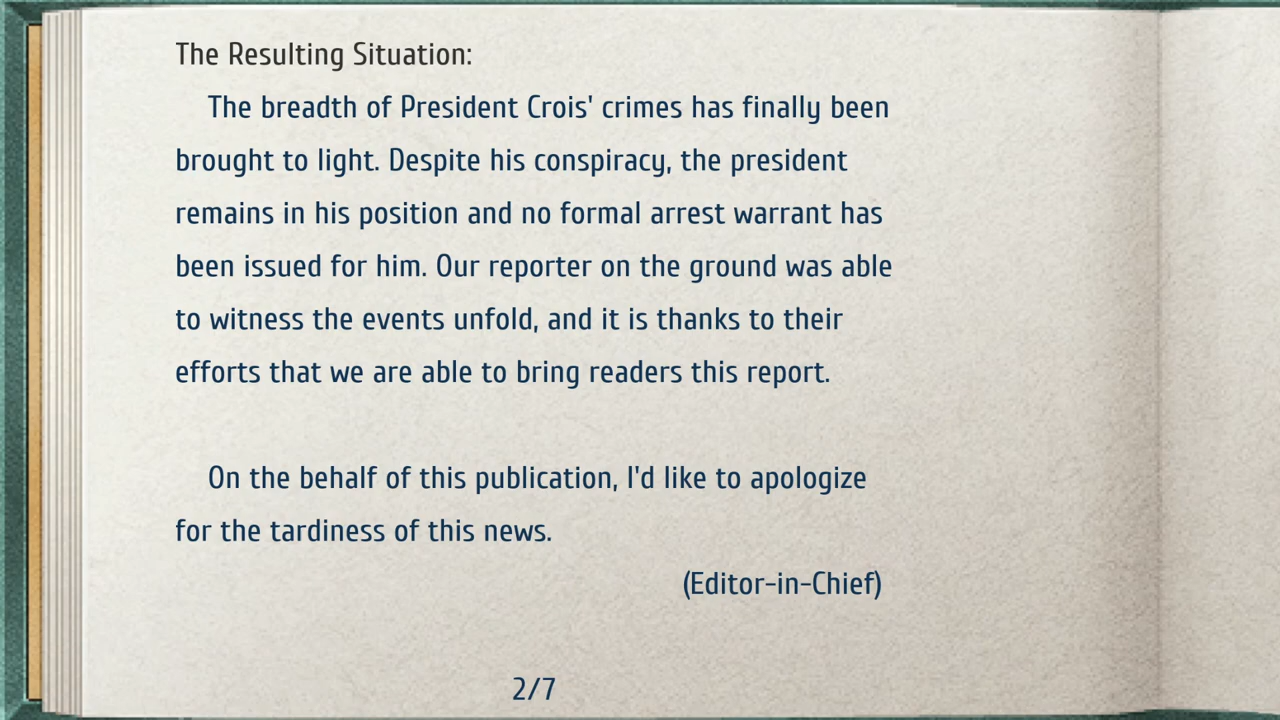 The Resulting Situation:
The breadth of President Crois' crimes has finally been
brought to light. Despite his conspiracy, the president
remains in his position and no formal arrest warrant has
been issued for him. Our reporter on the ground was able
to witness the events unfold, and it is thanks to their
efforts that we are able to bring readers this report.
On the behalf of this publication, I'd like to apologize
for the tardiness of this news.
(Editor-in-Chief)
2/7